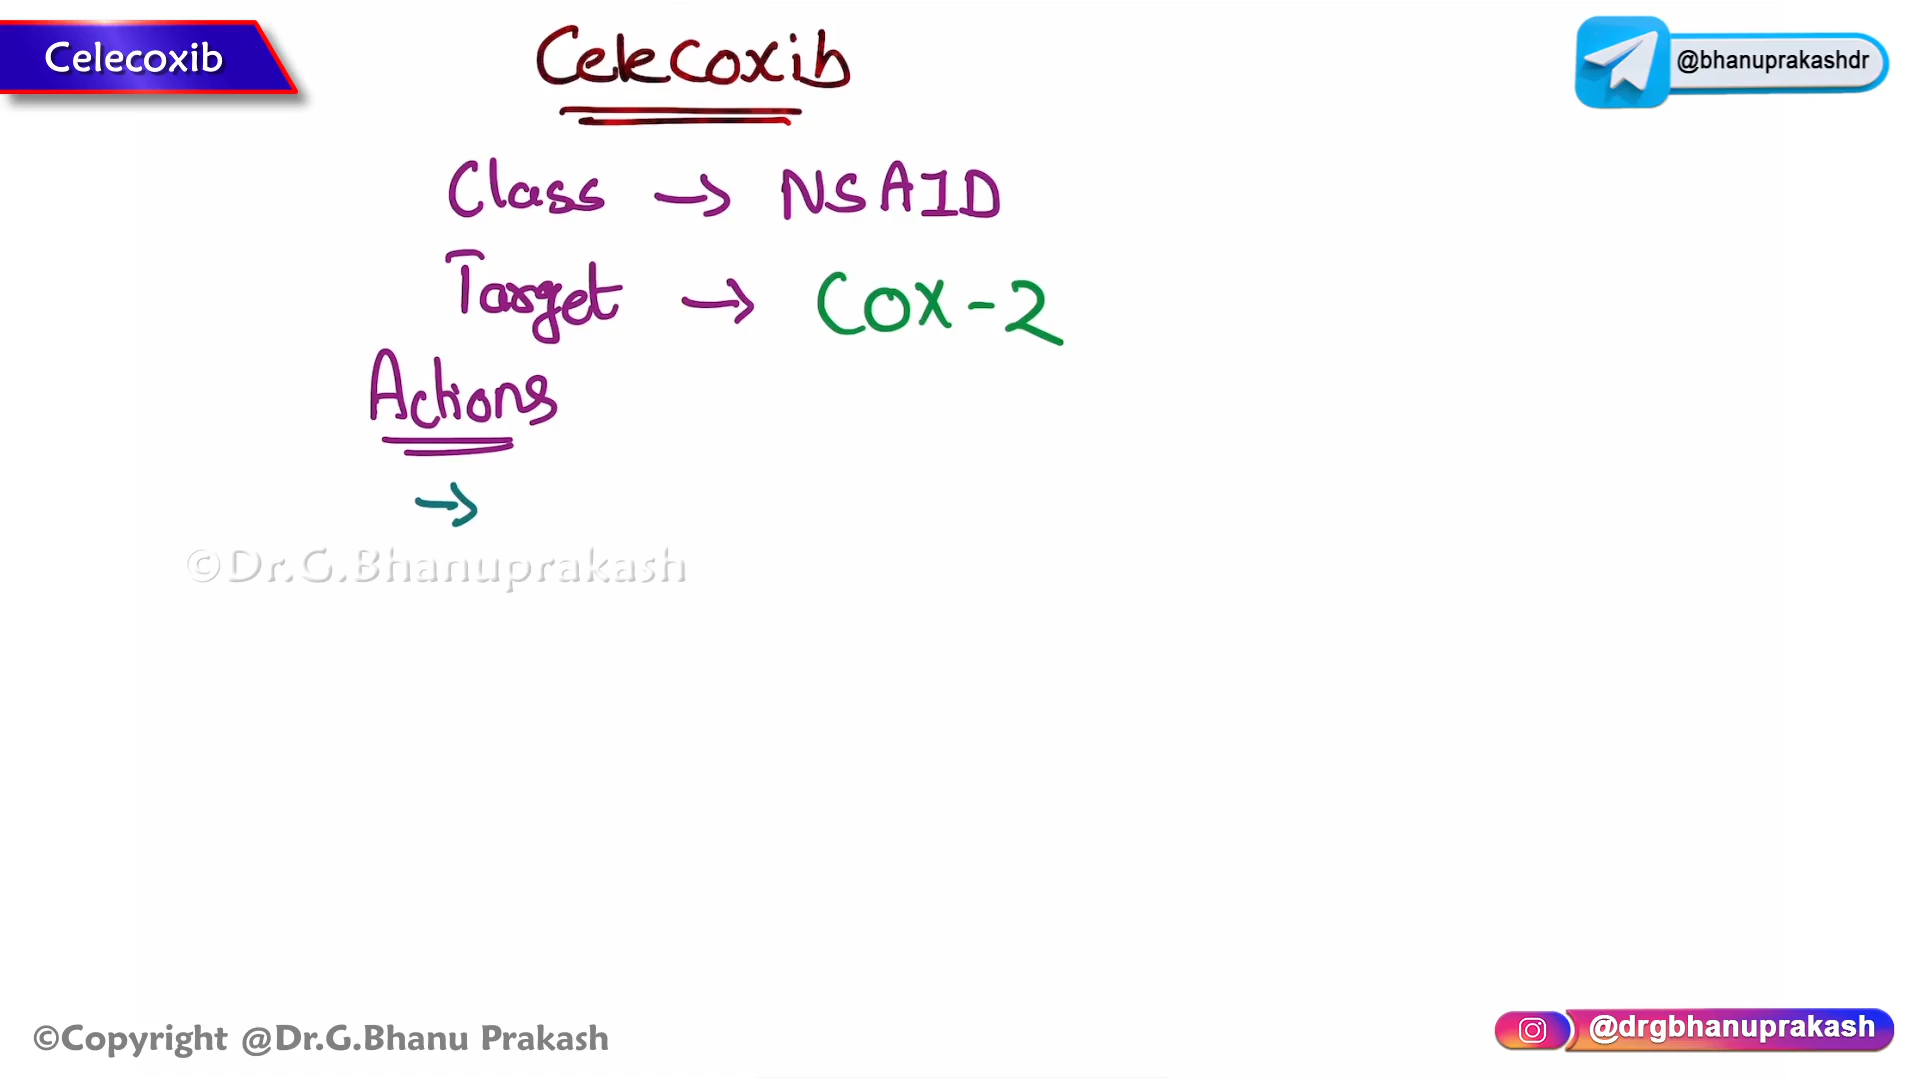 Celecoxib
Celecoxib
@bhanuprakashdr
Class → NSAID
Target → COX-2
Actions
→
©Dr.G.Bhanuprakash
©Copyright @Dr.G.Bhanu Prakash
@drgbhanuprakash